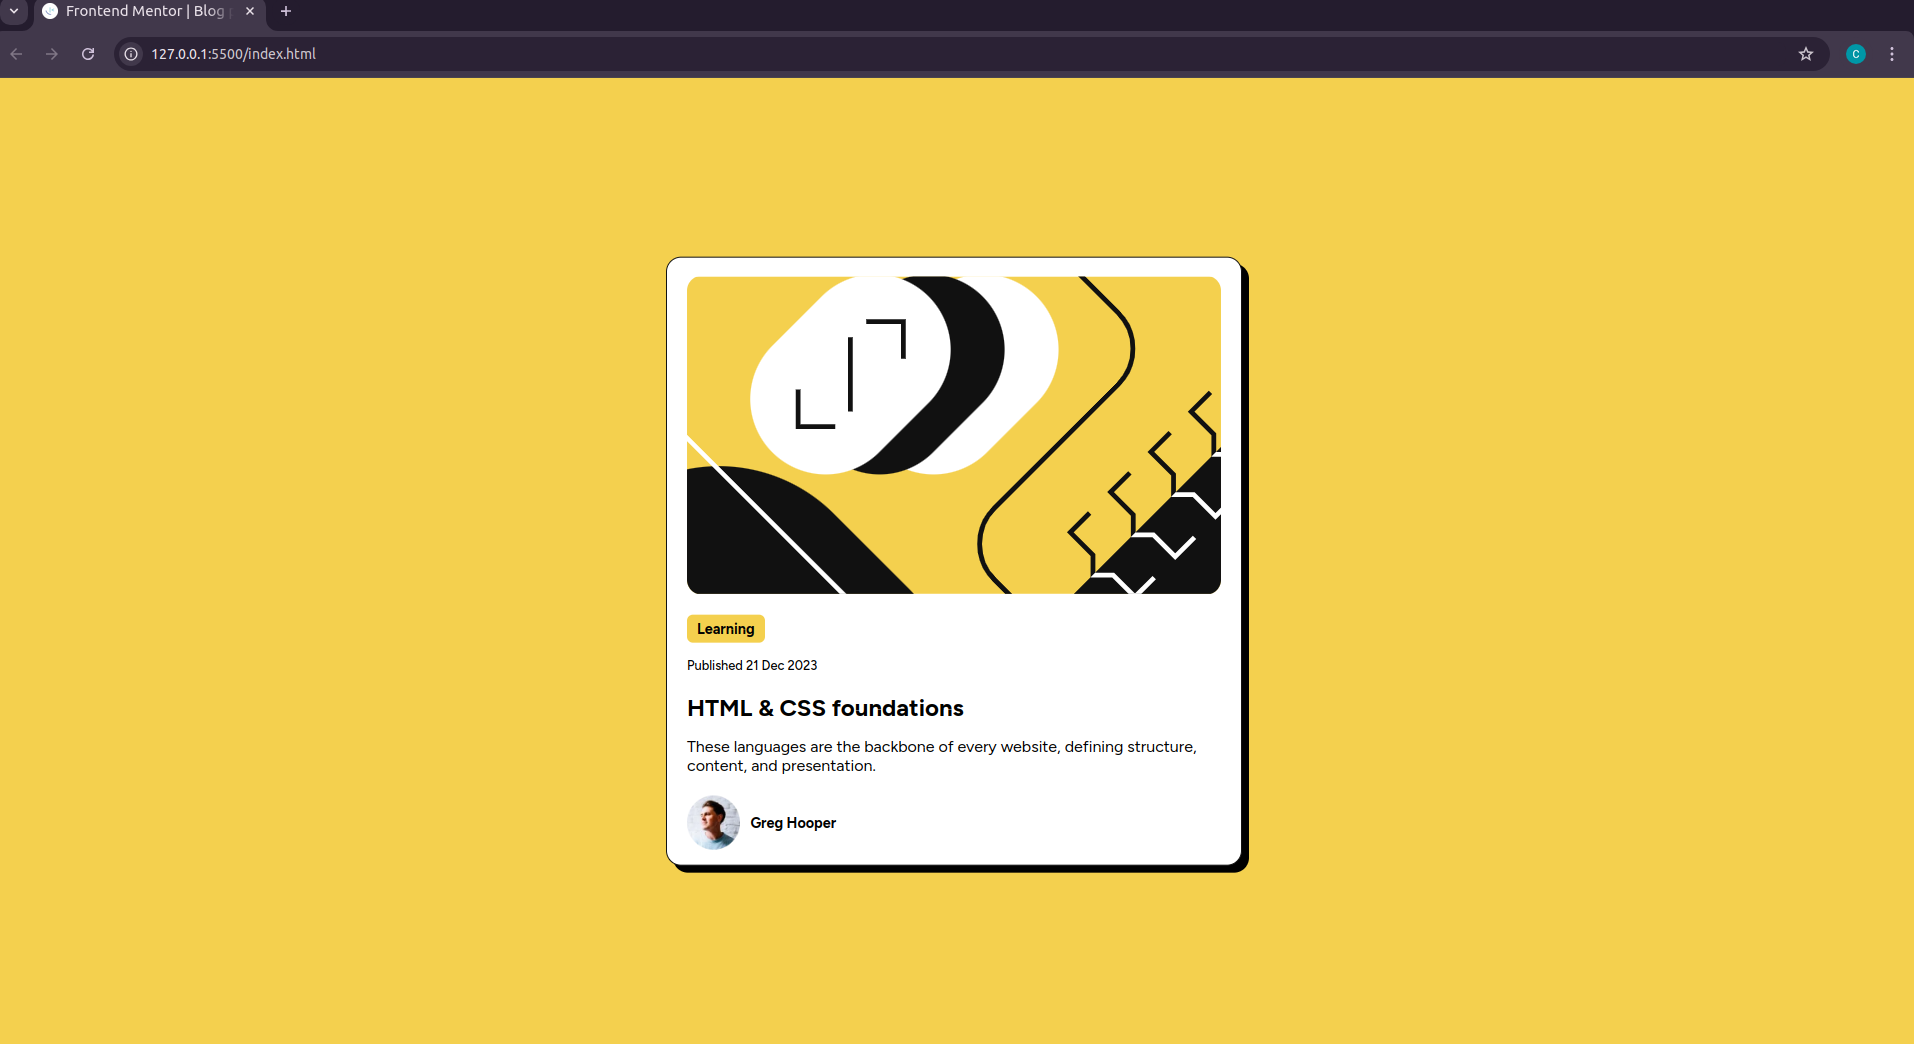 Frontend Mentor | Blog
127.0.0.1:5500/index.html
C
Learning
Published 21 Dec 2023
HTML & CSS foundations
These languages are the backbone of every website, defining structure,
content, and presentation.
Greg Hooper